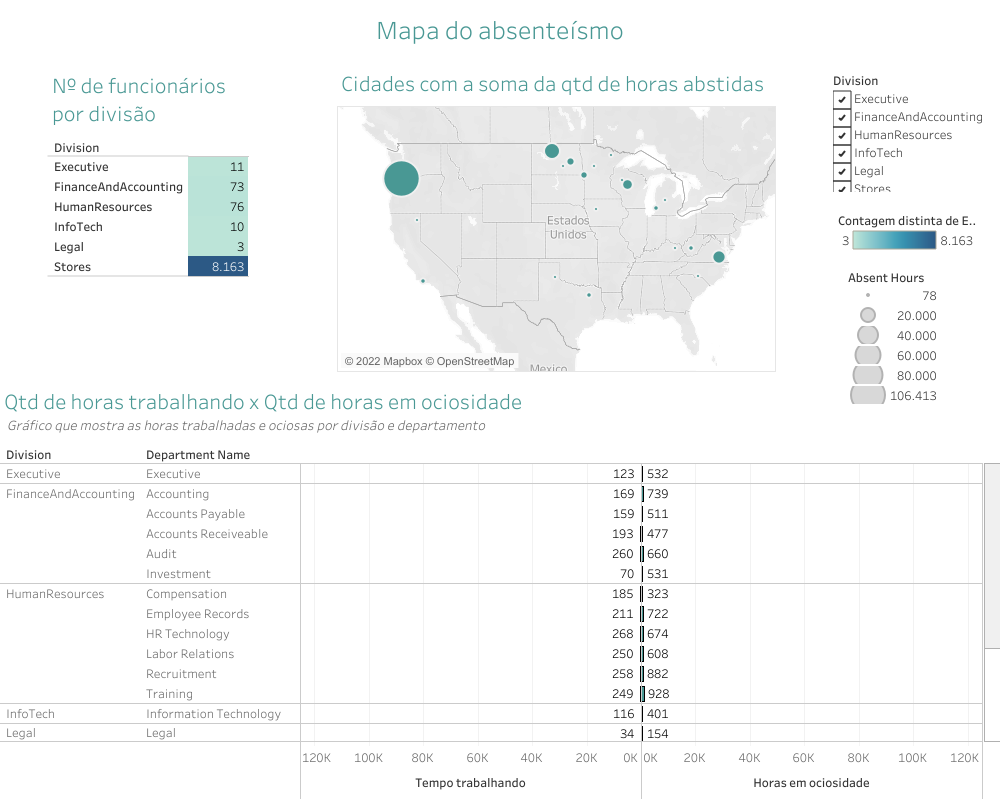 Mapa do absenteísmo
Nº de funcionários
por divisão
Division
Executive 11
FinanceAndAccounting 73
HumanResources 76
InfoTech 10
Legal 3
Stores 8.163
Cidades com a soma da qtd de horas abstidas
Estados
Unidos
Mexico
© 2022 Mapbox © OpenStreetMap
Division
Executive
FinanceAndAccounting
HumanResources
InfoTech
Legal
Stores
Contagem distinta de E..
3 8.163
Absent Hours
78
20.000
40.000
60.000
80.000
106.413
Qtd de horas trabalhando x Qtd de horas em ociosidade
Gráfico que mostra as horas trabalhadas e ociosas por divisão e departamento
Division Department Name
Executive Executive 123 532
FinanceAndAccounting Accounting 169 739
Accounts Payable 159 511
Accounts Receiveable 193 477
Audit 260 660
Investment 70 531
HumanResources Compensation 185 323
Employee Records 211 722
HR Technology 268 674
Labor Relations 250 608
Recruitment 258 882
Training 249 928
InfoTech Information Technology 116 401
Legal Legal 34 154
120K 100K 80K 60K 40K 20K 0K 0K 20K 40K 60K 80K 100K 120K
Tempo trabalhando Horas em ociosidade